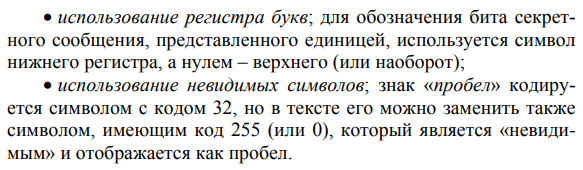 • использование регистра букв; для обозначения бита секрет-
ного сообщения, представленного единицей, используется символ
нижнего регистра, а нулем – верхнего (или наоборот);
• использование невидимых символов; знак «пробел» кодиру-
ется символом с кодом 32, но в тексте его можно заменить также
символом, имеющим код 255 (или 0), который является «невиди-
мым» и отображается как пробел.